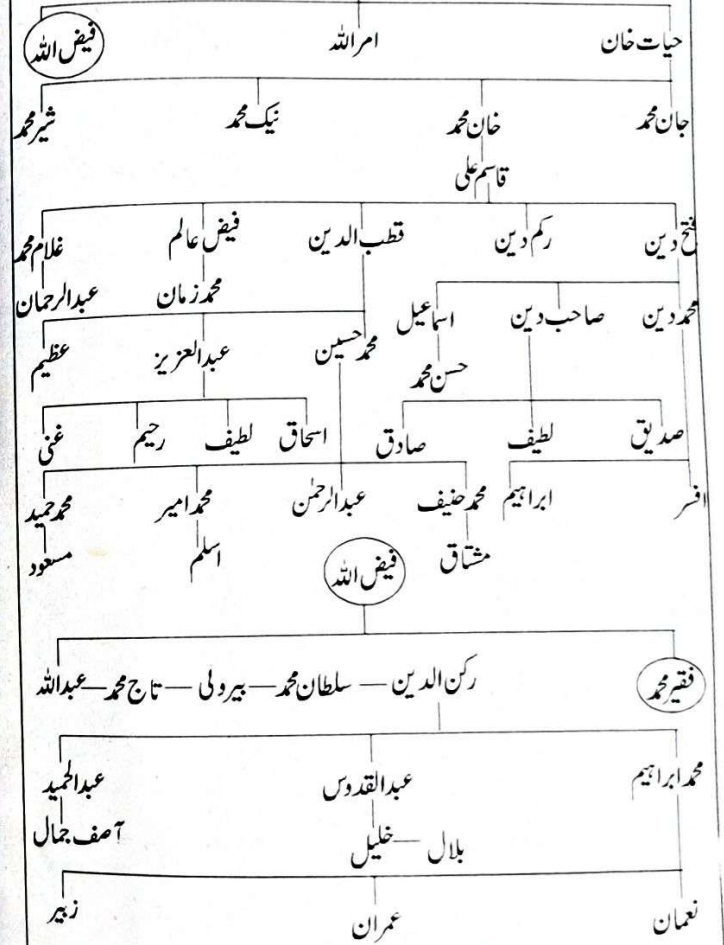 حیات خان امراللہ فیض اللہ
جان محمد خان محمد نیک محمد شیر محمد
قاسم علی
فتح دین رکم دین قطب الدین فیض عالم غلام محمد
محمد زمان عبدالرحمان
محمد دین صاحب دین اسماعیل
محمد حسین عبدالعزیز عظیم
حسن محمد
صدیق لطیف صادق اسحاق لطیف رحیم غنی
افسر ابراہیم محمد حنیف عبدالرحمٰن محمد امیر محمد حمید
مشتاق اسلم مسعود
فیض اللہ
فقیر محمد رکن الدین — سلطان محمد — بیرولی — تاج محمد — عبداللہ
محمد ابراہیم عبدالقدوس عبدالحمید
بلال — خلیل آصف جمال
نعمان عمران زبیر